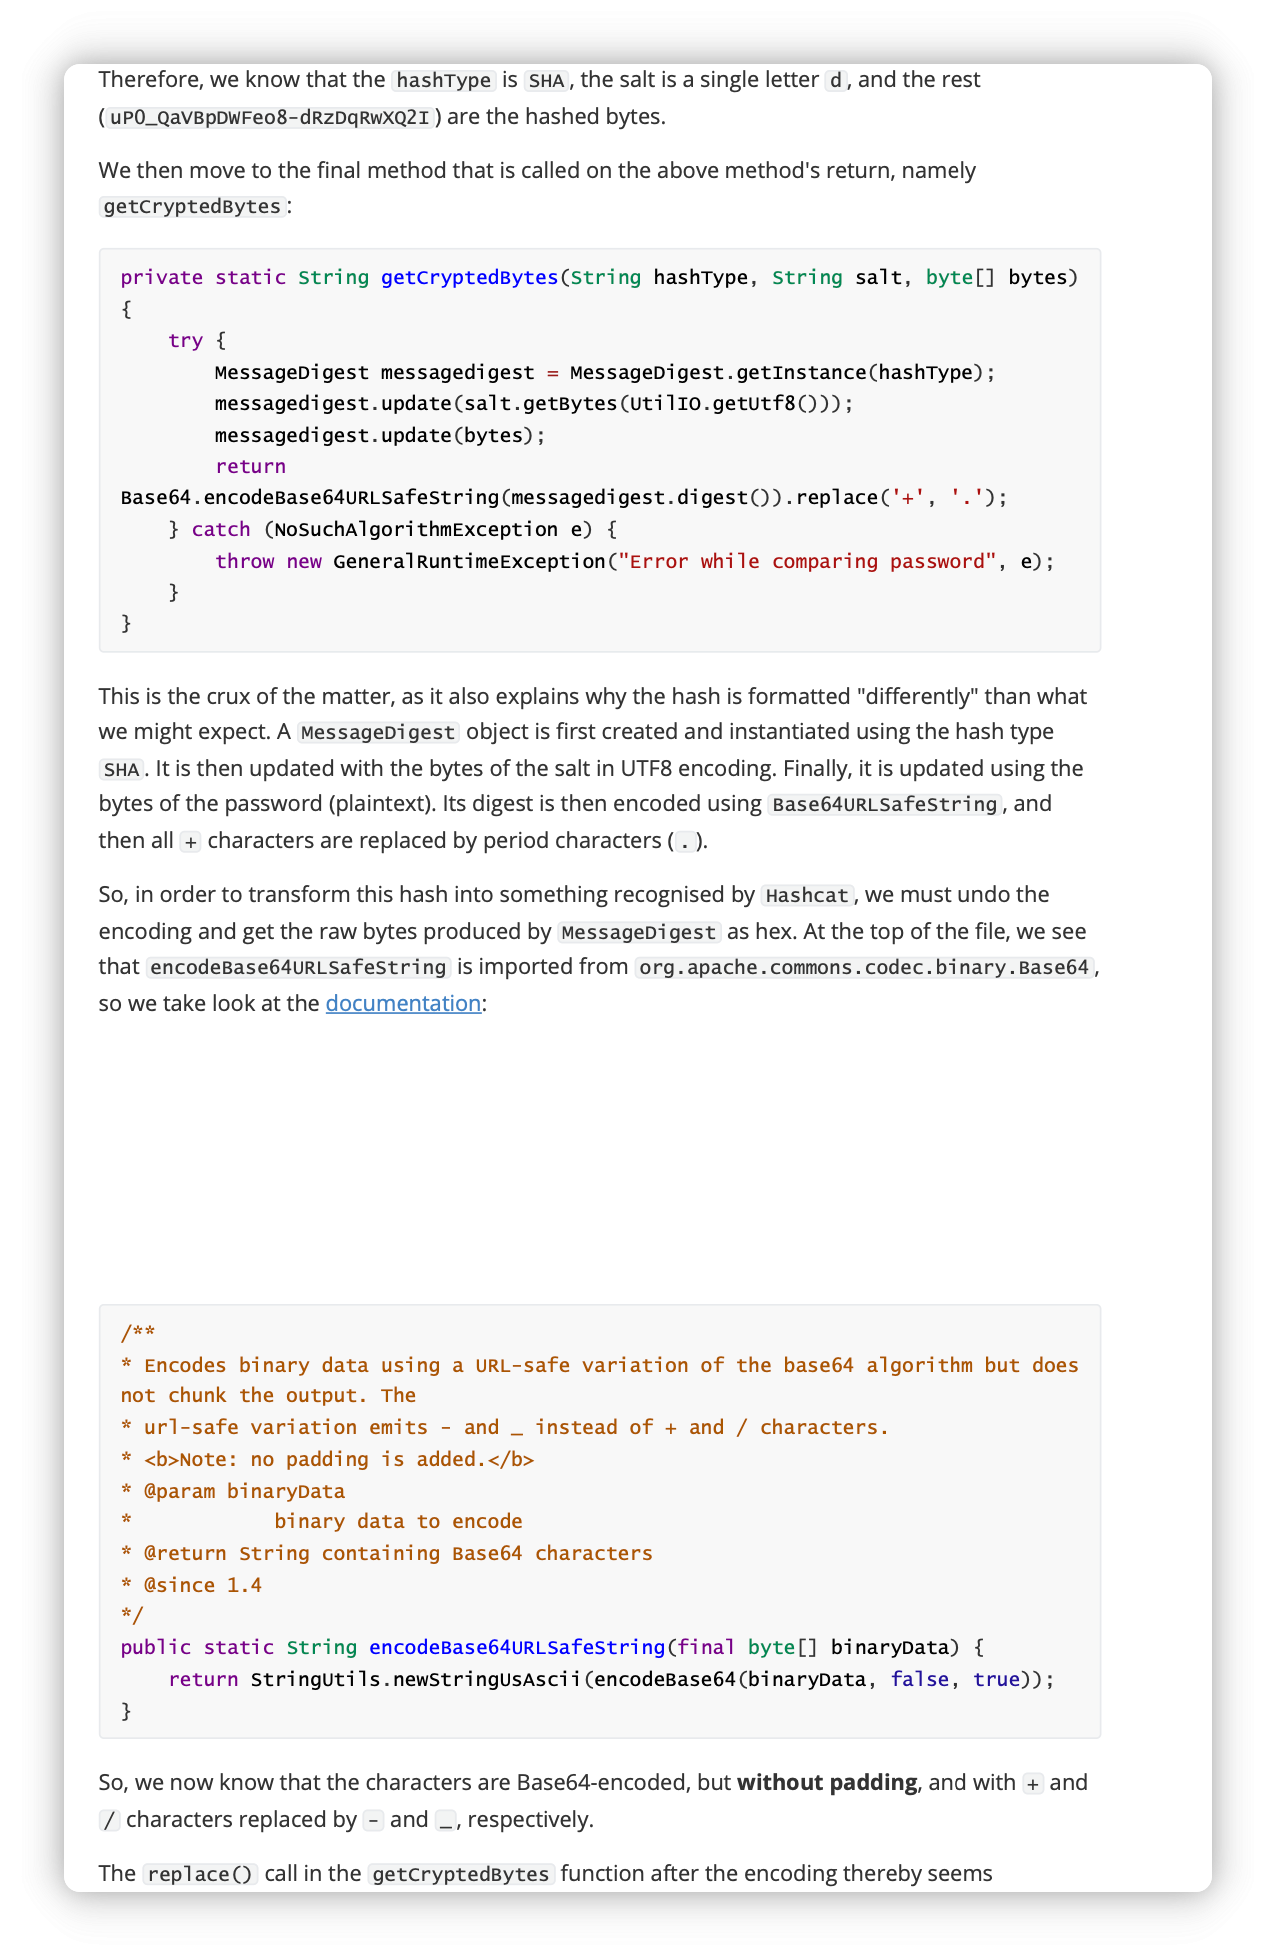 Therefore, we know that the hashType is SHA, the salt is a single letter d, and the rest
(uP0_QaVBpDWFeo8-dRzDqRwXQ2I) are the hashed bytes.
We then move to the final method that is called on the above method's return, namely
getCryptedBytes:
private static String getCryptedBytes(String hashType, String salt, byte[] bytes)
{
    try {
        MessageDigest messagedigest = MessageDigest.getInstance(hashType);
        messagedigest.update(salt.getBytes(UtilIO.getUtf8()));
        messagedigest.update(bytes);
        return
Base64.encodeBase64URLSafeString(messagedigest.digest()).replace('+', '.');
    } catch (NoSuchAlgorithmException e) {
        throw new GeneralRuntimeException("Error while comparing password", e);
    }
}
This is the crux of the matter, as it also explains why the hash is formatted "differently" than what
we might expect. A MessageDigest object is first created and instantiated using the hash type
SHA. It is then updated with the bytes of the salt in UTF8 encoding. Finally, it is updated using the
bytes of the password (plaintext). Its digest is then encoded using Base64URLSafeString, and
then all + characters are replaced by period characters (.).
So, in order to transform this hash into something recognised by Hashcat, we must undo the
encoding and get the raw bytes produced by MessageDigest as hex. At the top of the file, we see
that encodeBase64URLSafeString is imported from org.apache.commons.codec.binary.Base64,
so we take look at the documentation:
/**
* Encodes binary data using a URL-safe variation of the base64 algorithm but does
not chunk the output. The
* url-safe variation emits - and _ instead of + and / characters.
* <b>Note: no padding is added.</b>
* @param binaryData
*            binary data to encode
* @return String containing Base64 characters
* @since 1.4
*/
public static String encodeBase64URLSafeString(final byte[] binaryData) {
    return StringUtils.newStringUsAscii(encodeBase64(binaryData, false, true));
}
So, we now know that the characters are Base64-encoded, but without padding, and with + and
/ characters replaced by - and _, respectively.
The replace() call in the getCryptedBytes function after the encoding thereby seems